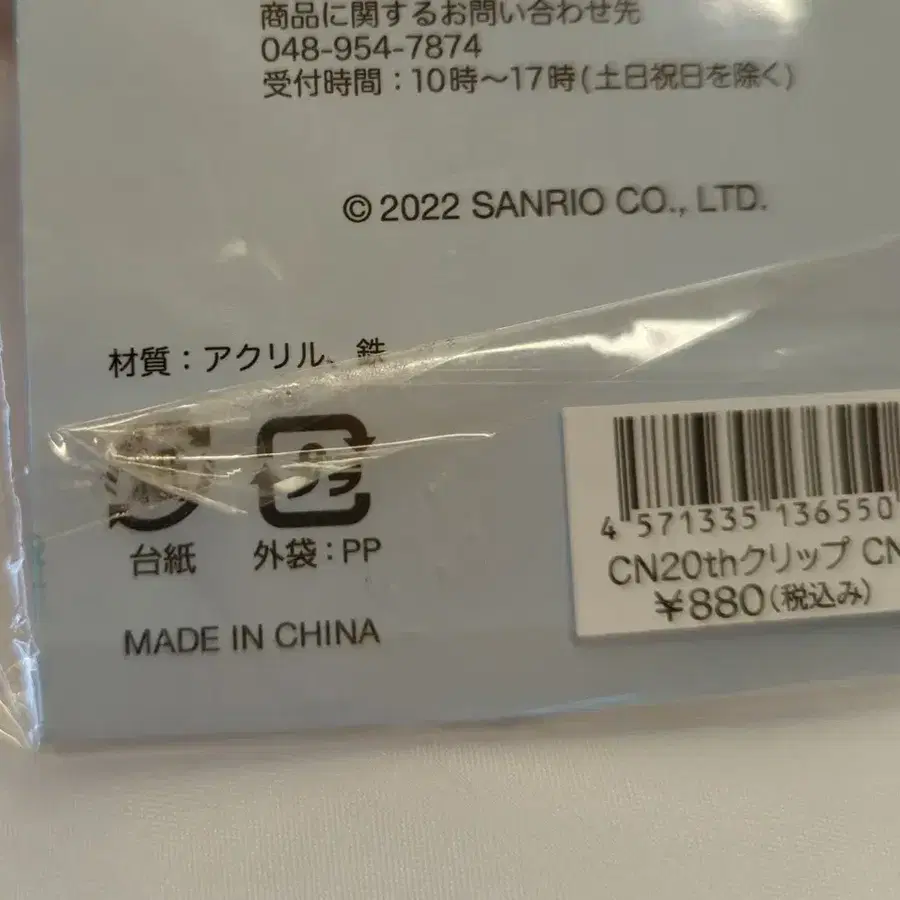 商品に関するお問い合わせ先
048-954-7874
受付時間：10時〜17時(土日祝日を除く)
© 2022 SANRIO CO., LTD.
材質：アクリル、鉄
プラ
台紙
外袋：PP
MADE IN CHINA
4 571335 136550
CN20thクリップ CN
¥880(税込み)